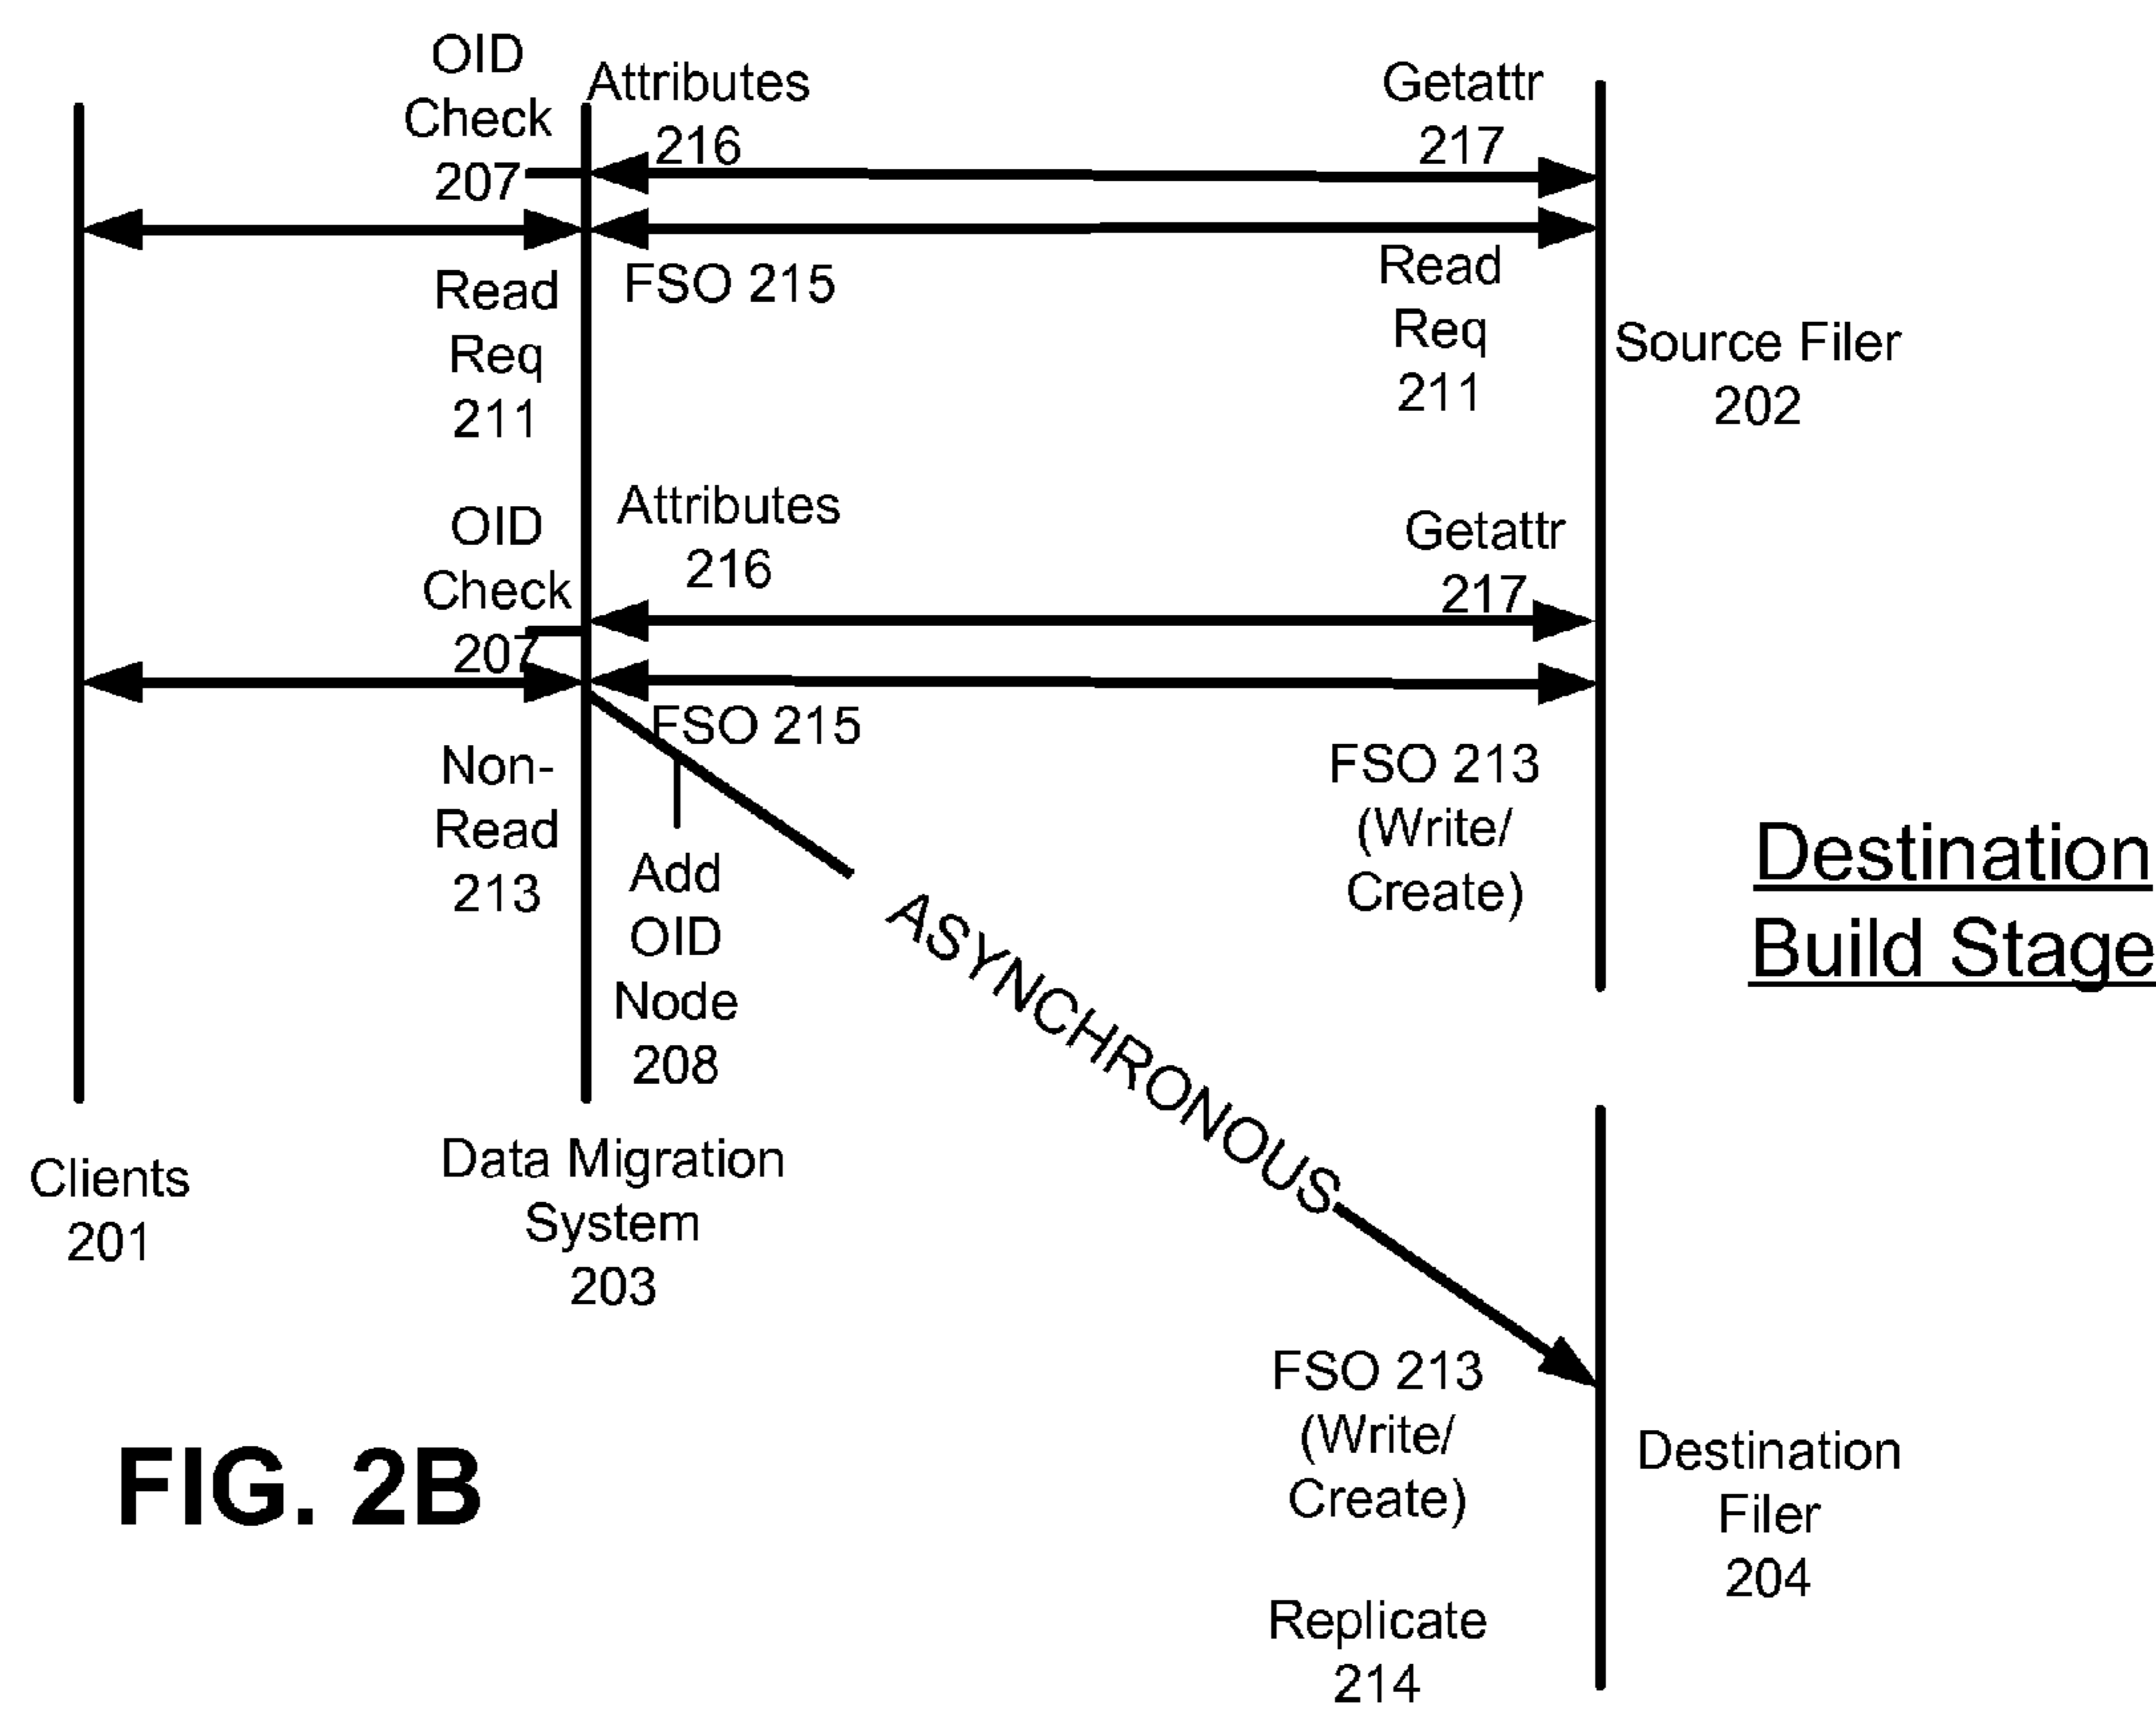 OID
Check
207
Attributes
216
Getattr
217
Read
Req
211
FSO 215
Read
Req
211
Source Filer
202
OID
Check
207
Attributes
216
Getattr
217
Non-
Read
213
FSO 215
Add
OID
Node
208
FSO 213
(Write/
Create)
Destination
Build Stage
ASYNCHRONOUS
Clients
201
Data Migration
System
203
FSO 213
(Write/
Create)
Replicate
214
Destination
Filer
204
FIG. 2B